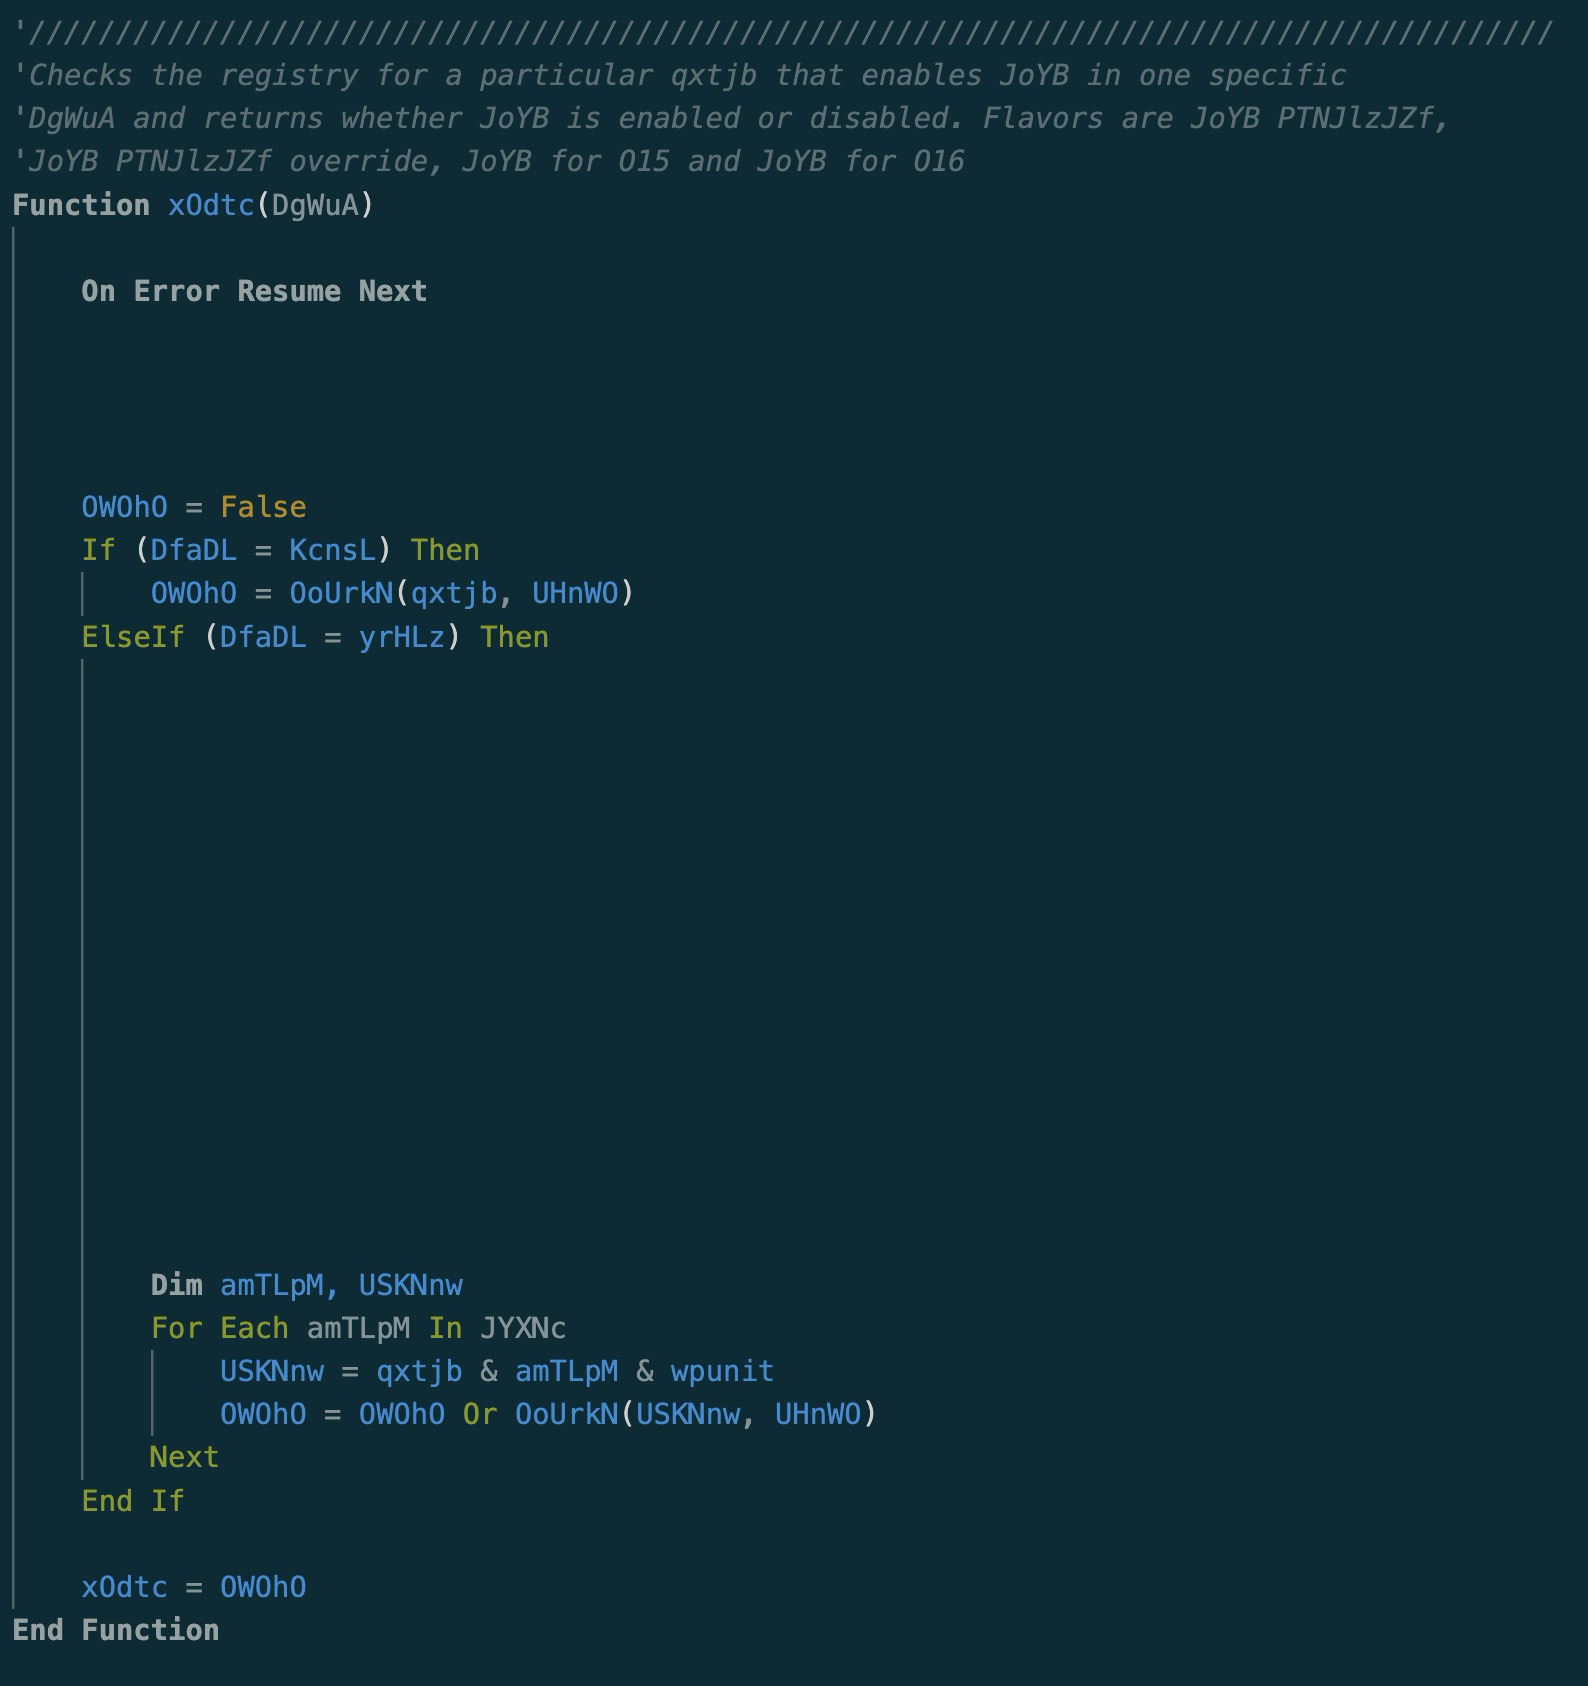 '////////////////////////////////////////////////////////////////////////////////////////
'Checks the registry for a particular qxtjb that enables JoYB in one specific
'DgWuA and returns whether JoYB is enabled or disabled. Flavors are JoYB PTNJlzJZf,
'JoYB PTNJlzJZf override, JoYB for O15 and JoYB for O16
Function xOdtc(DgWuA)
On Error Resume Next
OWOhO = False
If (DfaDL = KcnsL) Then
OWOhO = OoUrkN(qxtjb, UHnWO)
ElseIf (DfaDL = yrHLz) Then
Dim amTLpM, USKNnw
For Each amTLpM In JYXNc
USKNnw = qxtjb & amTLpM & wpunit
OWOhO = OWOhO Or OoUrkN(USKNnw, UHnWO)
Next
End If
xOdtc = OWOhO
End Function